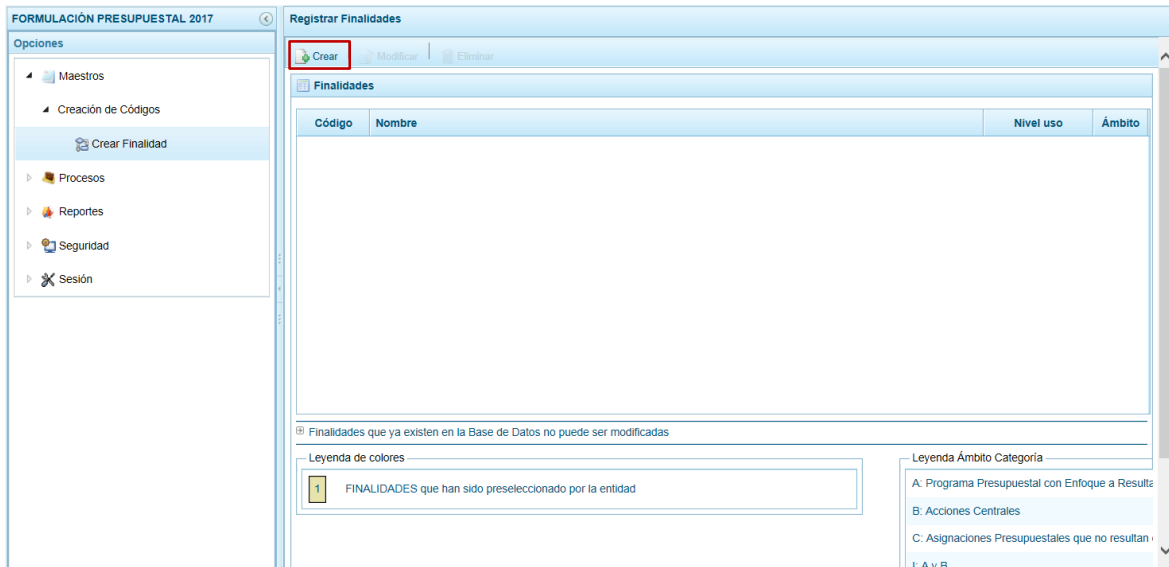 FORMULACIÓN PRESUPUESTAL 2017
Opciones
Maestros
Creación de Códigos
Crear Finalidad
Procesos
Reportes
Seguridad
Sesión
Registrar Finalidades
Crear Modificar Eliminar
Finalidades
Código Nombre Nivel uso Ámbito
Finalidades que ya existen en la Base de Datos no puede ser modificadas
Leyenda de colores
1 FINALIDADES que han sido preseleccionado por la entidad
Leyenda Ámbito Categoría
A: Programa Presupuestal con Enfoque a Resulta
B: Acciones Centrales
C: Asignaciones Presupuestales que no resultan
I: A y B